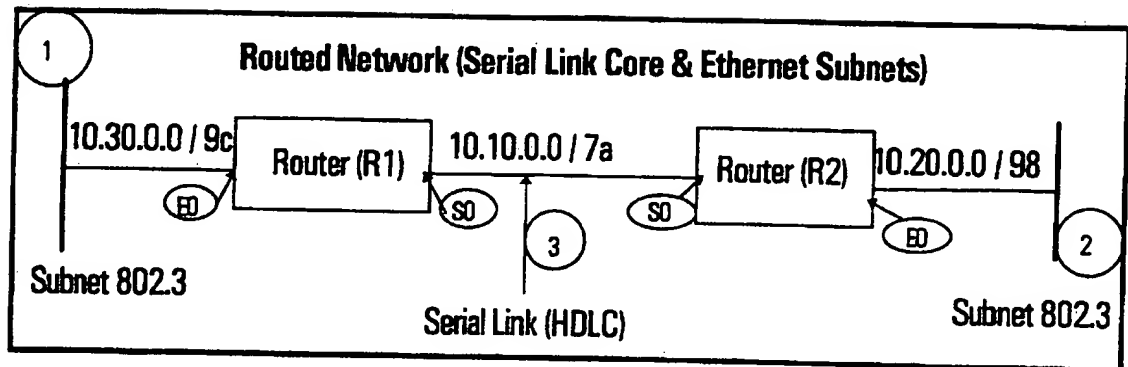 1
Routed Network (Serial Link Core & Ethernet Subnets)
10.30.0.0 / 9c
Router (R1)
10.10.0.0 / 7a
Router (R2)
10.20.0.0 / 98
E0
S0
S0
E0
3
2
Subnet 802.3
Serial Link (HDLC)
Subnet 802.3